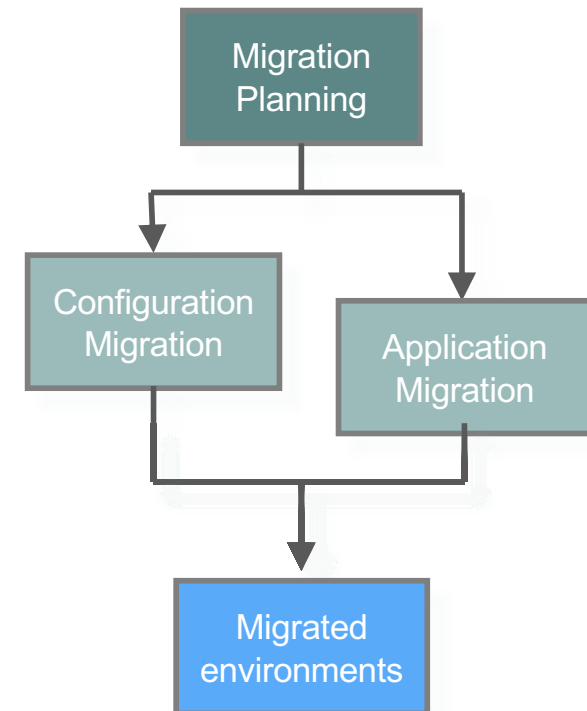 Migration
Planning
Configuration
Migration
Application
Migration
Migrated
environments